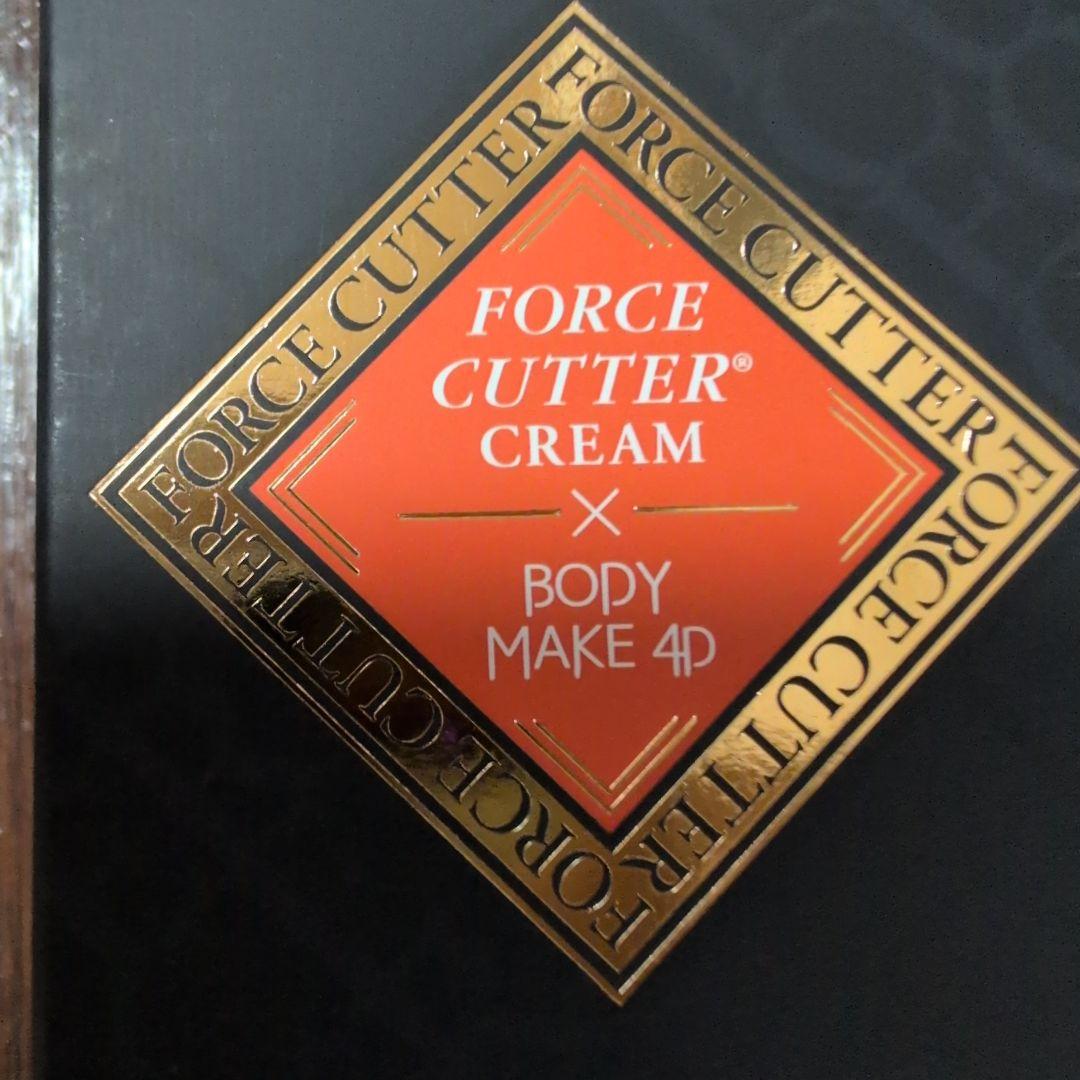 FORCE CUTTER
FORCE CUTTER
FORCE
CUTTER®
CREAM
×
BODY
MAKE 4D
FORCE CUTTER
FORCE CUTTER